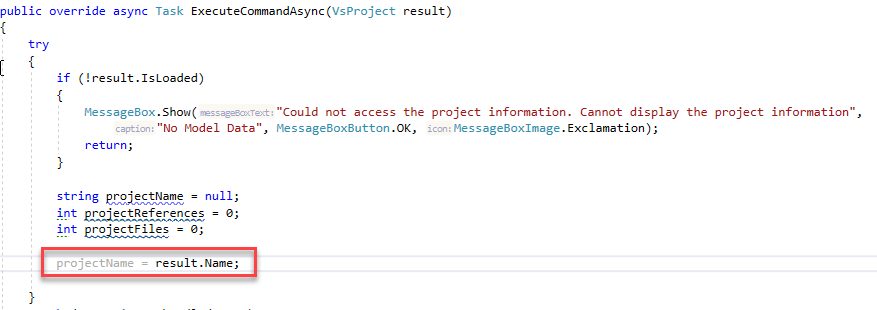 public override async Task ExecuteCommandAsync(VsProject result)
{
try
{
if (!result.IsLoaded)
{
MessageBox.Show(messageBoxText:"Could not access the project information. Cannot display the project information",
caption:"No Model Data", MessageBoxButton.OK, icon:MessageBoxImage.Exclamation);
return;
}
string projectName = null;
int projectReferences = 0;
int projectFiles = 0;
projectName = result.Name;
}